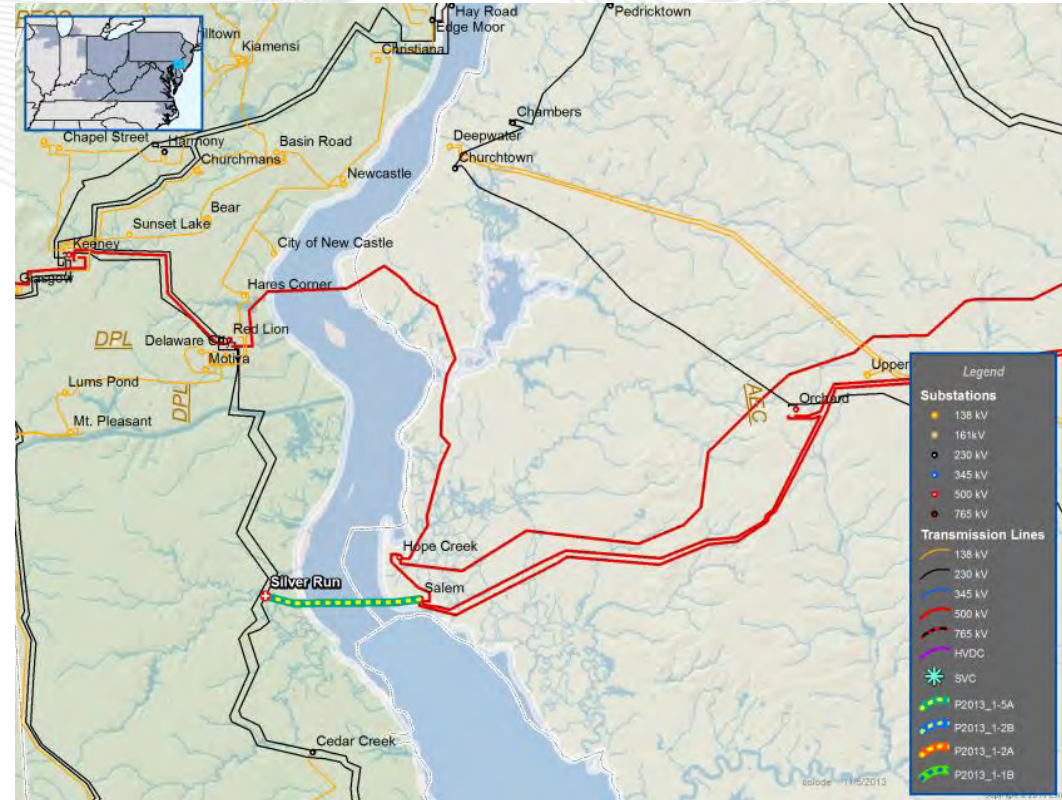 Hay Road
Pedricktown
Edge Moor
Kiamensi
Christiana
Chambers
Chapel Street
Harmony
Basin Road
Deepwater
Churchmans
Churchtown
Newcastle
Bear
Sunset Lake
Keeney
City of New Castle
Glasgow
Hares Corner
Red Lion
DPL
Delaware City
Motiva
Upper
Lums Pond
DPL
AEC
Orchard
Mt. Pleasant
Hope Creek
Silver Run
Salem
Cedar Creek
Legend
Substations
138 kV
161kV
230 kV
345 kV
500 kV
765 kV
Transmission Lines
138 kV
230 kV
345 kV
500 kV
765 kV
HVDC
SVC
P2013_1-5A
P2013_1-2B
P2013_1-2A
P2013_1-1B
11/5/2013